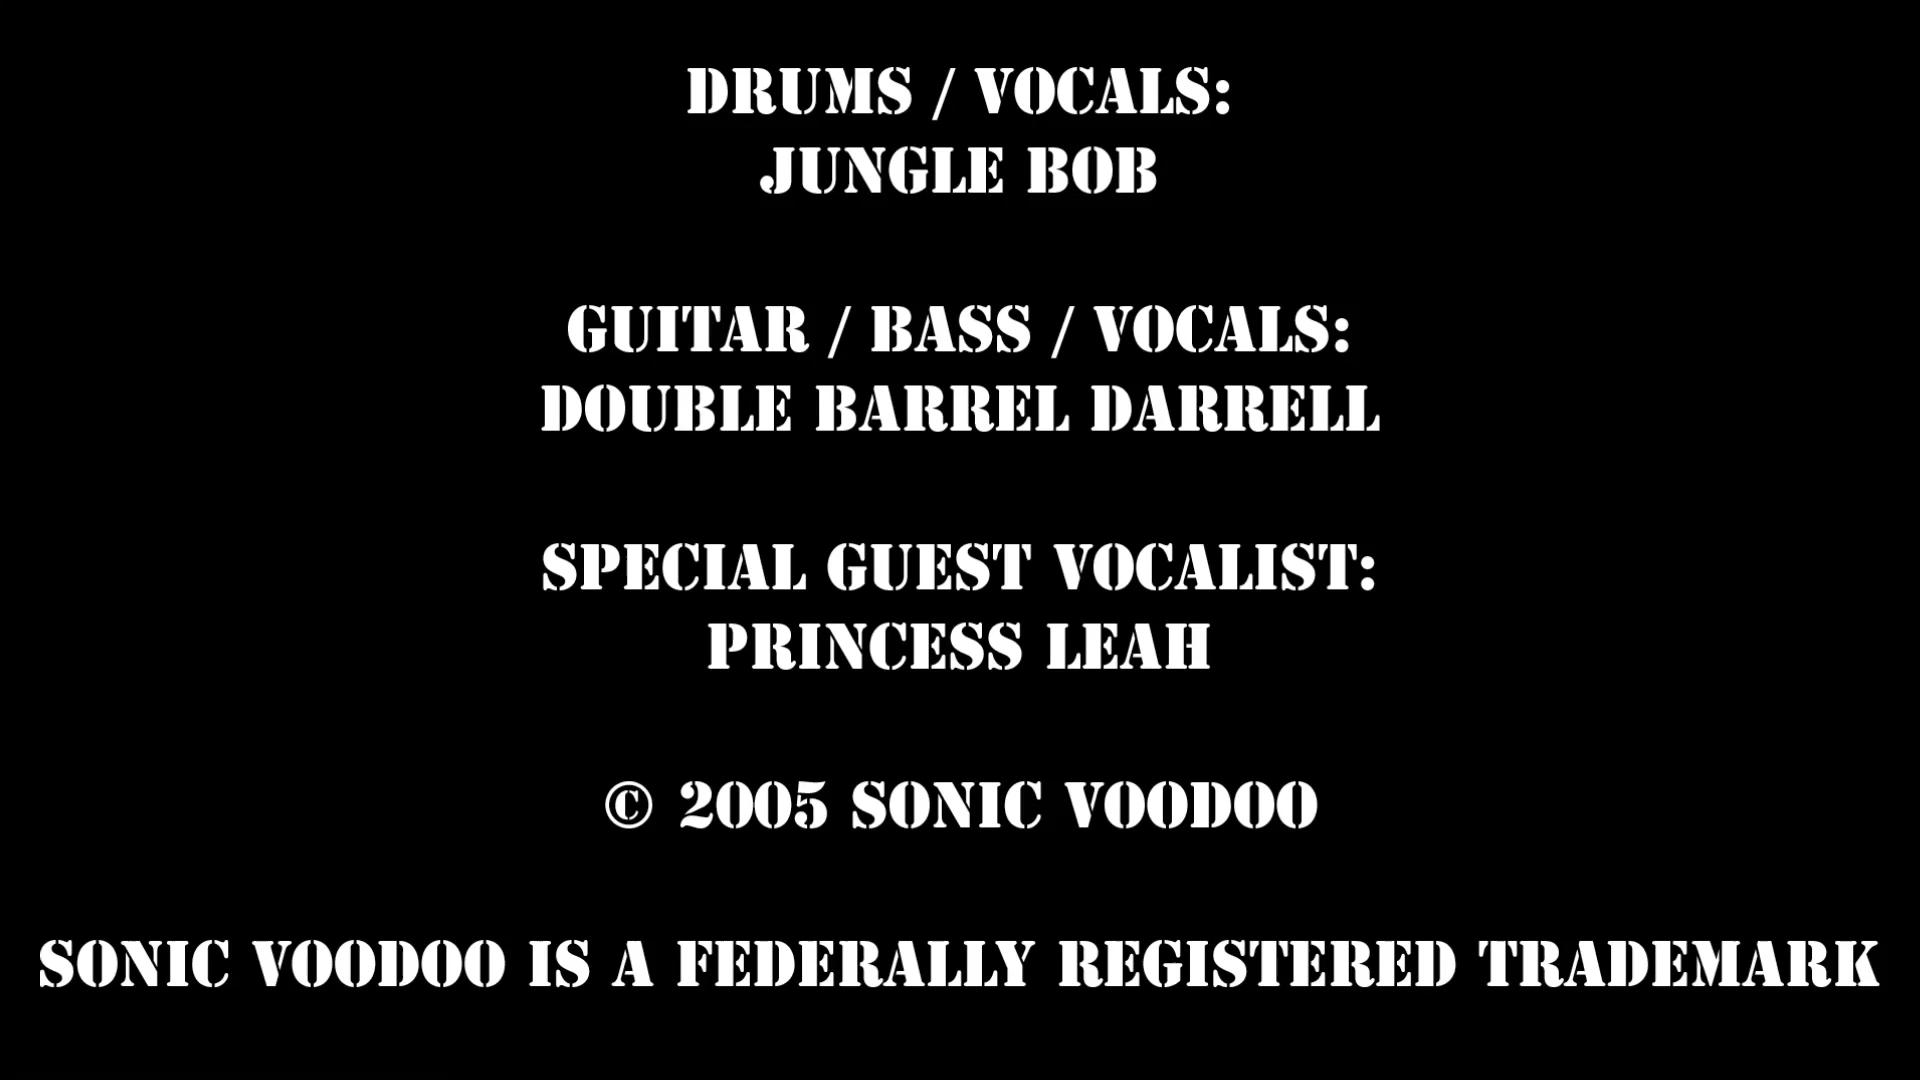 DRUMS / VOCALS:
JUNGLE BOB
GUITAR / BASS / VOCALS:
DOUBLE BARREL DARRELL
SPECIAL GUEST VOCALIST:
PRINCESS LEAH
© 2005 SONIC VOODOO
SONIC VOODOO IS A FEDERALLY REGISTERED TRADEMARK